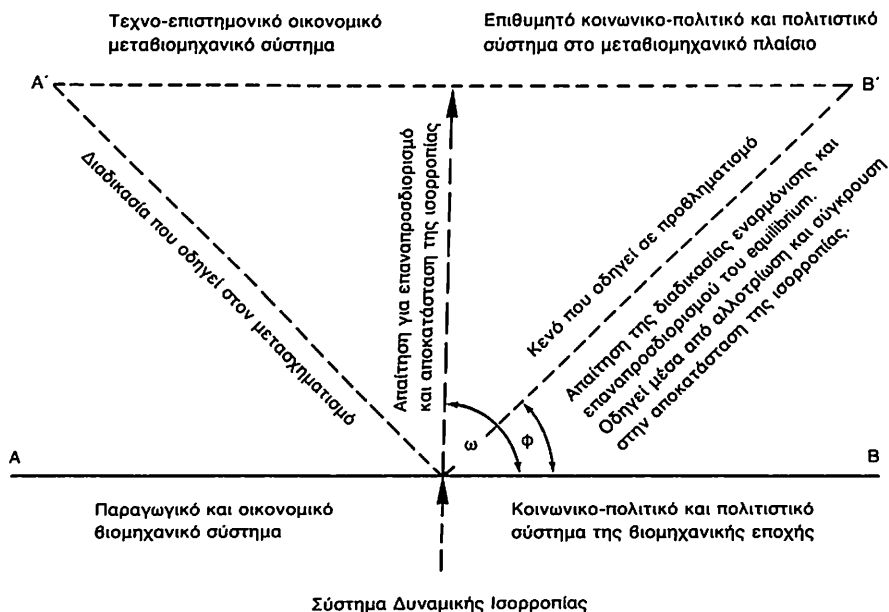 Τεχνο-επιστημονικό οικονομικό
μεταβιομηχανικό σύστημα
Επιθυμητό κοινωνικο-πολιτικό και πολιτιστικό
σύστημα στο μεταβιομηχανικό πλαίσιο
Α΄
Β΄
Διαδικασία που οδηγεί στον μετασχηματισμό
Απαίτηση για επαναπροσδιορισμό
και αποκατάσταση της ισορροπίας
Κενό που οδηγεί σε προβληματισμό
Απαίτηση της διαδικασίας εναρμόνισης και
επαναπροσδιορισμού του equilibrium.
Οδηγεί μέσα από αλλοτρίωση και σύγκρουση
στην αποκατάσταση της ισορροπίας.
ω
φ
Α
Β
Παραγωγικό και οικονομικό
βιομηχανικό σύστημα
Κοινωνικο-πολιτικό και πολιτιστικό
σύστημα της βιομηχανικής εποχής
Σύστημα Δυναμικής Ισορροπίας